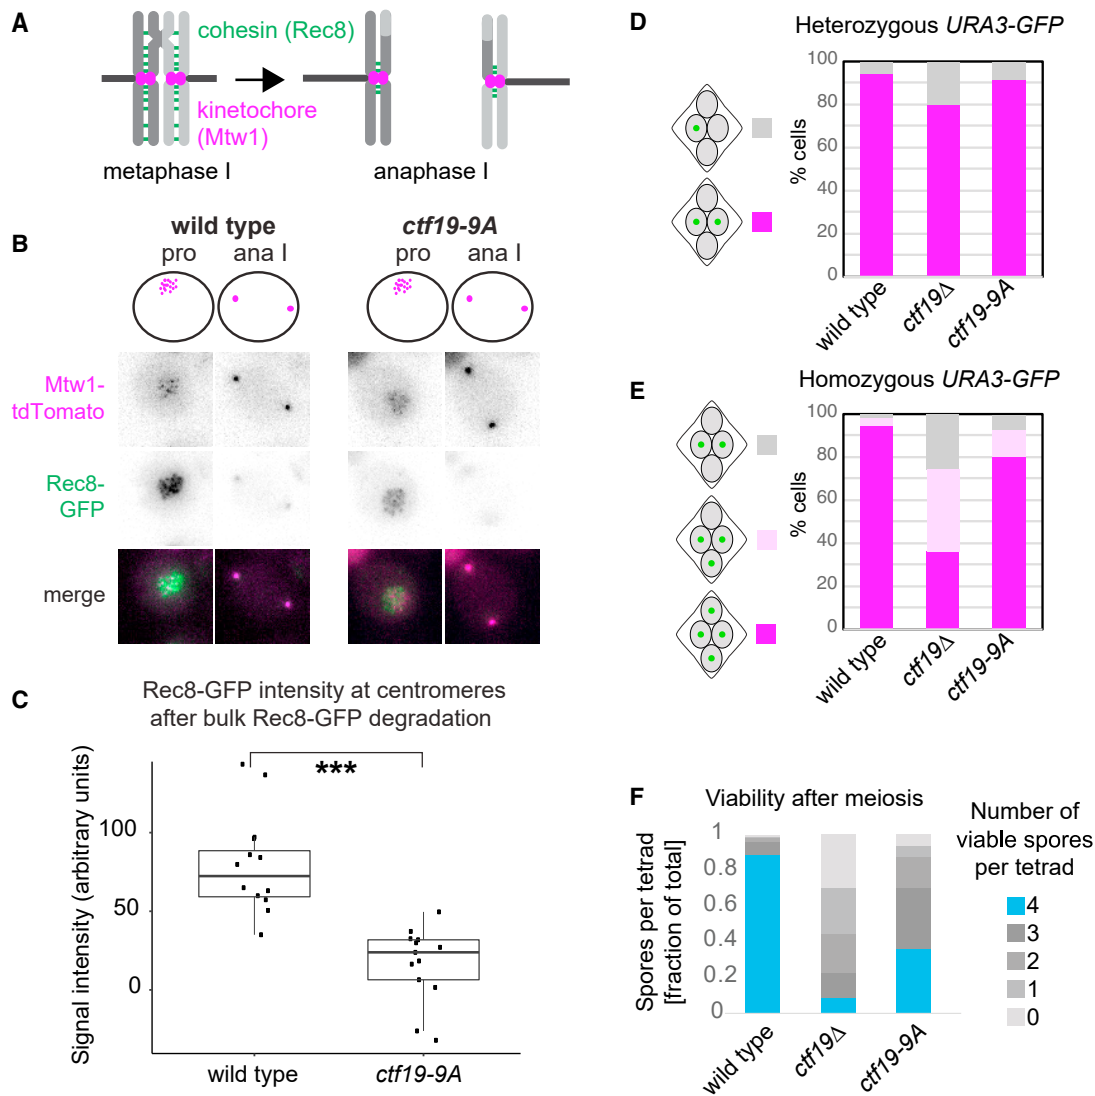 A
cohesin (Rec8)
kinetochore
(Mtw1)
metaphase I
anaphase I
B
wild type
ctf19-9A
pro
ana I
pro
ana I
Mtw1-
tdTomato
Rec8-
GFP
merge
C
Rec8-GFP intensity at centromeres
after bulk Rec8-GFP degradation
Signal intensity (arbitrary units)
***
100
50
0
wild type
ctf19-9A
D
Heterozygous URA3-GFP
% cells
100
80
60
40
20
0
wild type
ctf19Δ
ctf19-9A
E
Homozygous URA3-GFP
% cells
100
80
60
40
20
0
wild type
ctf19Δ
ctf19-9A
F
Viability after meiosis
Spores per tetrad
[fraction of total]
1
0.8
0.6
0.4
0.2
0
wild type
ctf19Δ
ctf19-9A
Number of
viable spores
per tetrad
4
3
2
1
0